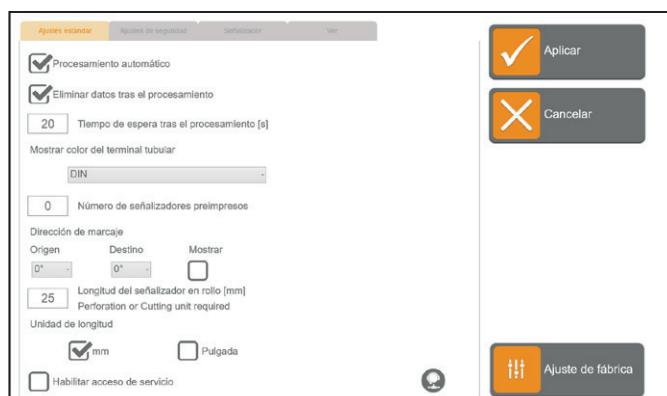 Ajustes estándar Ajustes de seguridad Señalizador Ver
Procesamiento automático
Eliminar datos tras el procesamiento
20 Tiempo de espera tras el procesamiento [s]
Mostrar color del terminal tubular
DIN
0 Número de señalizadores preimpresos
Dirección de marcaje
Origen Destino Mostrar
0° 0°
25 Longitud del señalizador en rollo [mm]
Perforation or Cutting unit required
Unidad de longitud
mm Pulgada
Habilitar acceso de servicio
Aplicar
Cancelar
Ajuste de fábrica